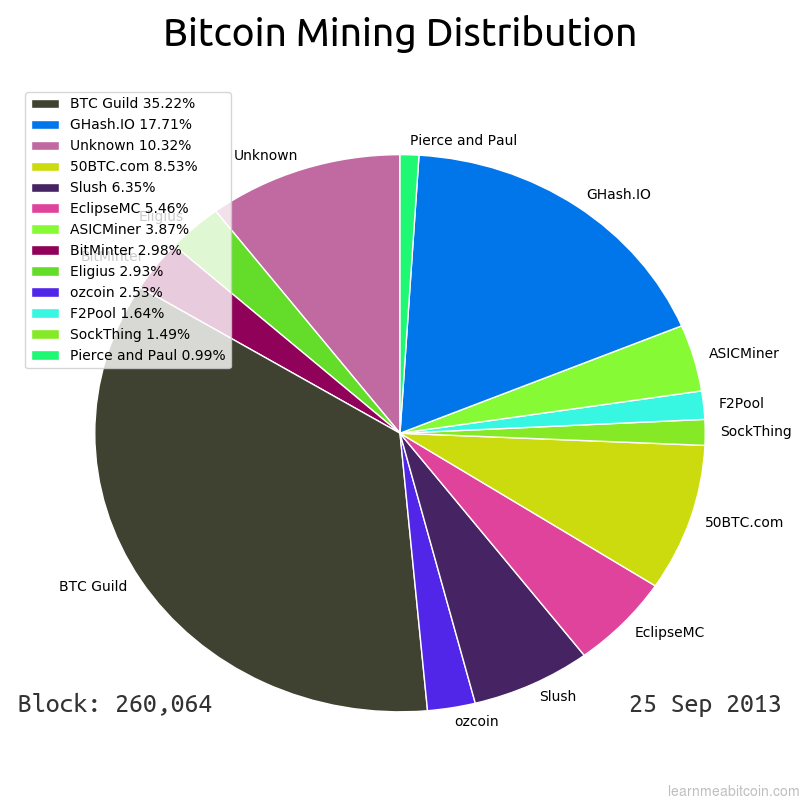 Bitcoin Mining Distribution
BTC Guild 35.22%
GHash.IO 17.71%
Unknown 10.32%
50BTC.com 8.53%
Slush 6.35%
EclipseMC 5.46%
ASICMiner 3.87%
BitMinter 2.98%
Eligius 2.93%
ozcoin 2.53%
F2Pool 1.64%
SockThing 1.49%
Pierce and Paul 0.99%
Pierce and Paul
Unknown
GHash.IO
Eligius
BitMinter
ASICMiner
F2Pool
SockThing
50BTC.com
BTC Guild
EclipseMC
Slush
ozcoin
Block: 260,064
25 Sep 2013
learnmeabitcoin.com